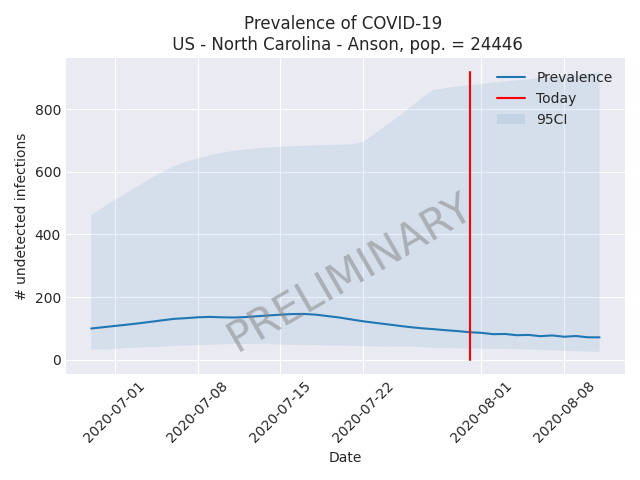 Prevalence of COVID-19
US - North Carolina - Anson, pop. = 24446
Prevalence
Today
95CI
800
600
400
200
0
# undetected infections
PRELIMINARY
2020-07-01
2020-07-08
2020-07-15
2020-07-22
2020-08-01
2020-08-08
Date